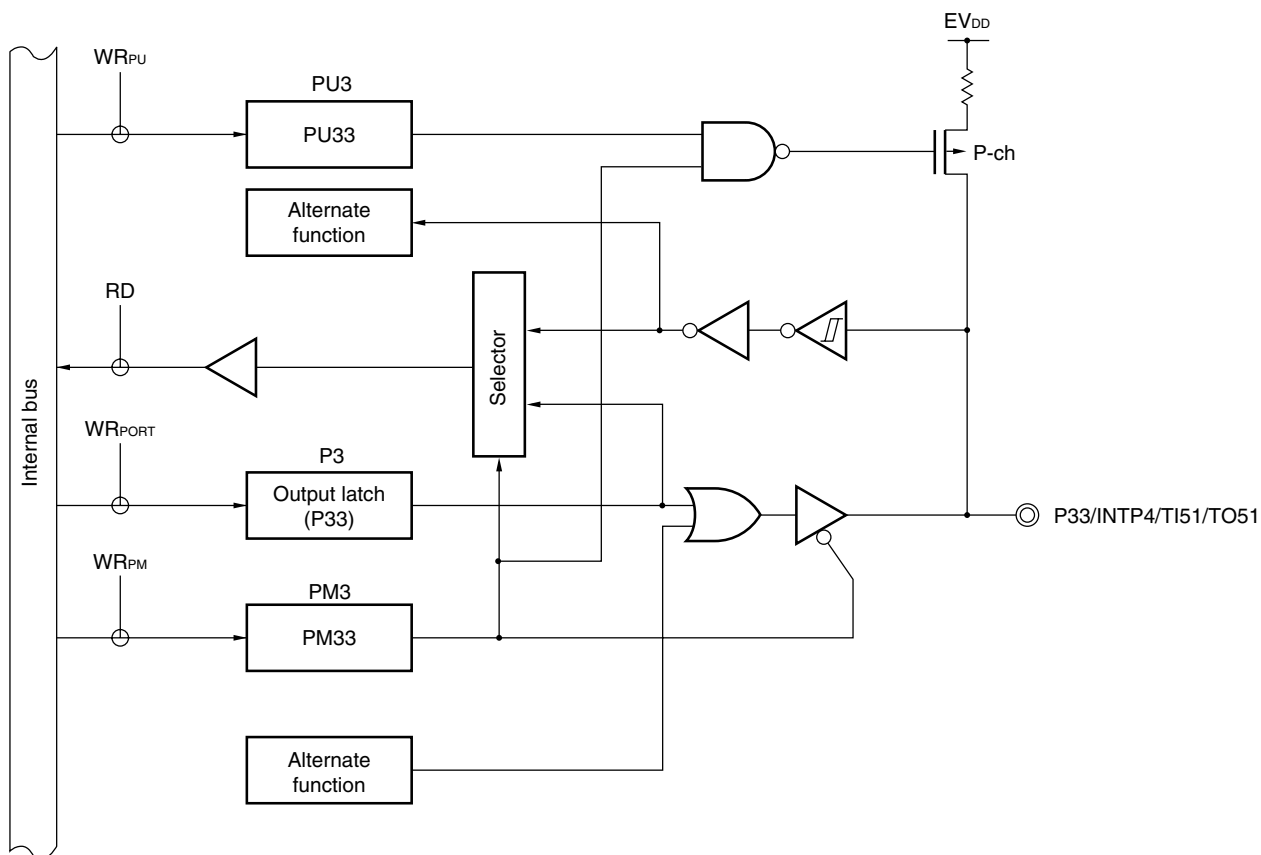 EVDD
WRPU
PU3
PU33
P-ch
Alternate
function
RD
Selector
Internal bus
WRPORT
P3
Output latch
(P33)
P33/INTP4/TI51/TO51
WRPM
PM3
PM33
Alternate
function